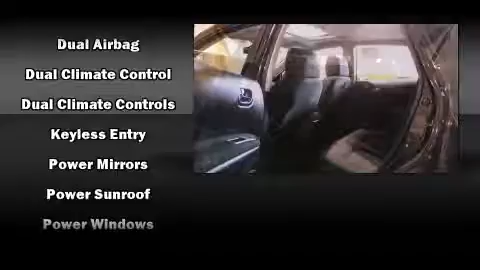 Dual Airbag
Dual Climate Control
Dual Climate Controls
Keyless Entry
Power Mirrors
Power Sunroof
Power Windows